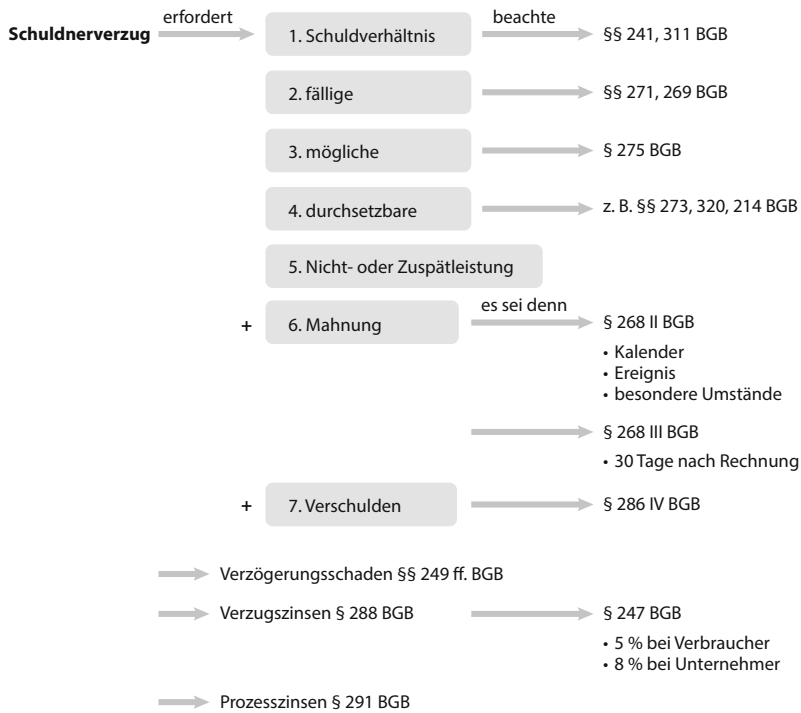 erfordert
beachte
Schuldnerverzug
1. Schuldverhältnis
§§ 241, 311 BGB
2. fällige
§§ 271, 269 BGB
3. mögliche
§ 275 BGB
4. durchsetzbare
z. B. §§ 273, 320, 214 BGB
5. Nicht- oder Zuspätleistung
es sei denn
+ 6. Mahnung
§ 268 II BGB
• Kalender
• Ereignis
• besondere Umstände
§ 268 III BGB
• 30 Tage nach Rechnung
+ 7. Verschulden
§ 286 IV BGB
Verzögerungsschaden §§ 249 ff. BGB
Verzugszinsen § 288 BGB
§ 247 BGB
• 5 % bei Verbraucher
• 8 % bei Unternehmer
Prozesszinsen § 291 BGB